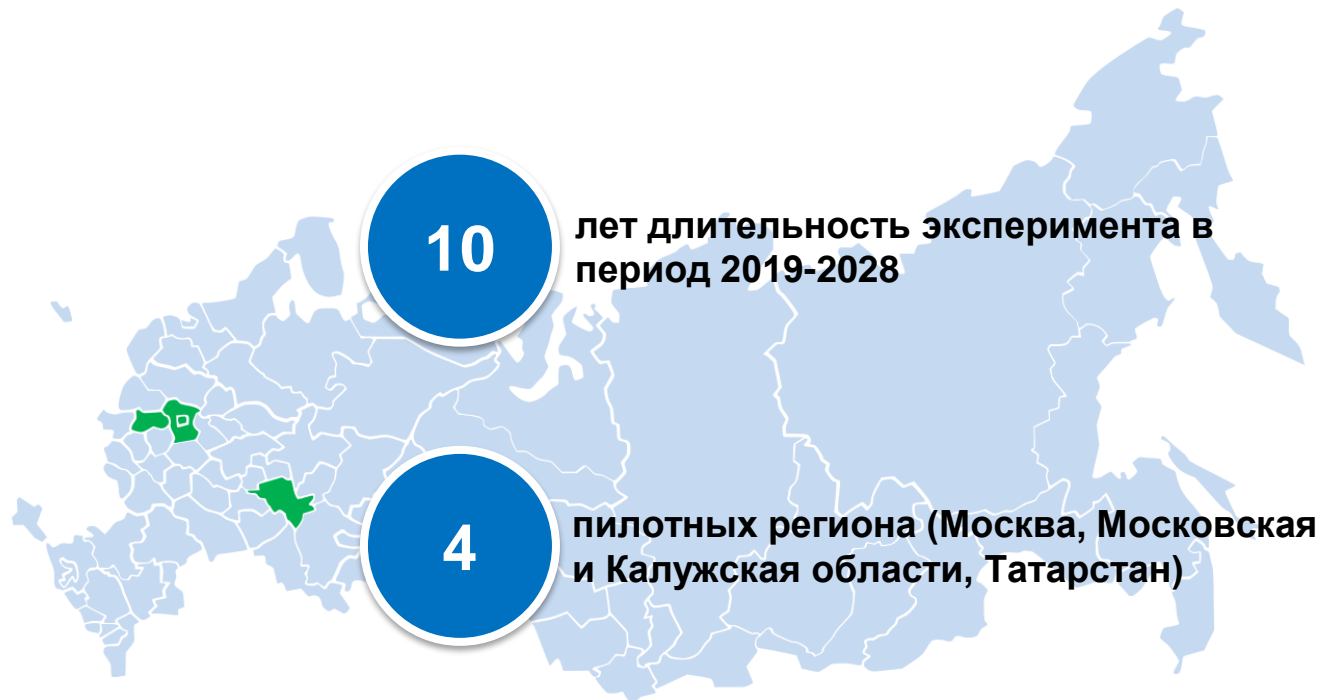 10
лет длительность эксперимента в
период 2019-2028
4
пилотных региона (Москва, Московская
и Калужская области, Татарстан)